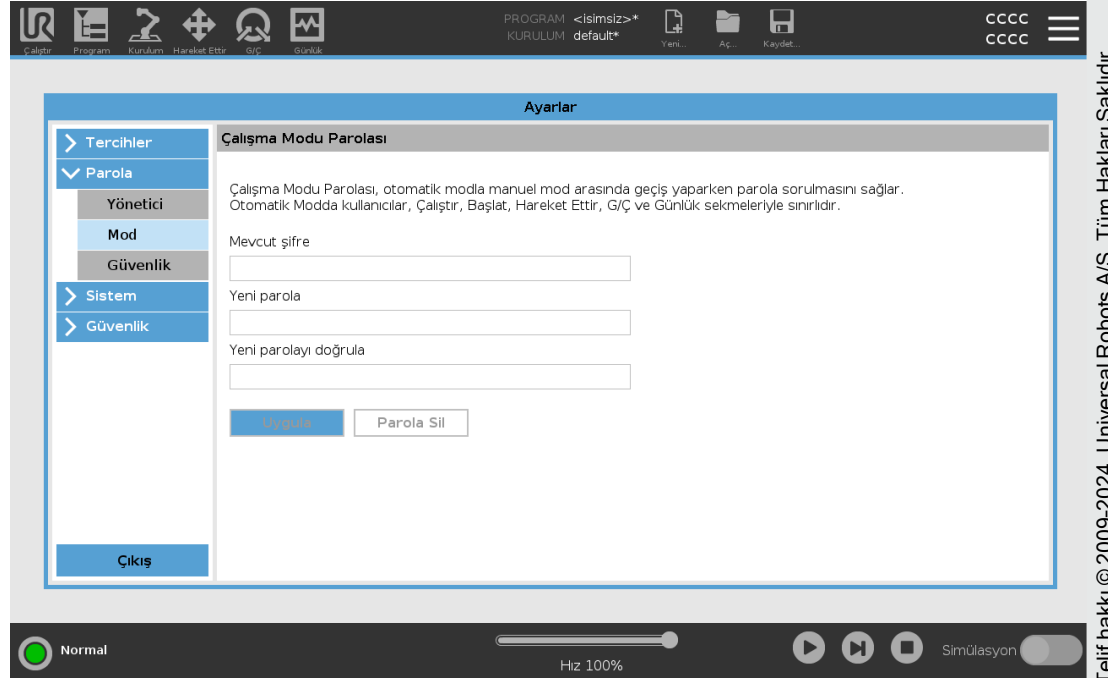 UR
Çalıştır
Program
Kurulum
Hareket Ettir
G/Ç
Günlük
PROGRAM <isimsiz>*
KURULUM default*
Yeni...
Aç...
Kaydet...
CCCC
CCCC
Ayarlar
Tercihler
Parola
Yönetici
Mod
Güvenlik
Sistem
Güvenlik
Çıkış
Çalışma Modu Parolası
Çalışma Modu Parolası, otomatik modla manuel mod arasında geçiş yaparken parola sorulmasını sağlar.
Otomatik Modda kullanıcılar, Çalıştır, Başlat, Hareket Ettir, G/Ç ve Günlük sekmeleriyle sınırlıdır.
Mevcut şifre
Yeni parola
Yeni parolayı doğrula
Uygula
Parola Sil
Normal
Hız 100%
Simülasyon
Telif hakkı © 2009-2024, Universal Robots A/S. Tüm Hakları Saklıdır.